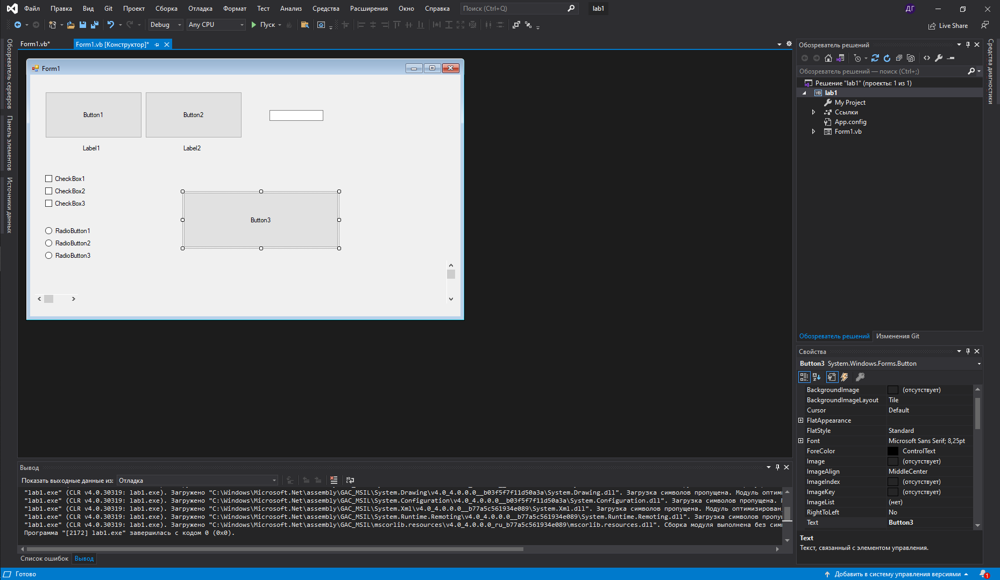 Файл Правка Вид Git Проект Сборка Отладка Формат Тест Анализ Средства Расширения Окно Справка Поиск (Ctrl+Q) lab1 ДГ
Debug Any CPU Пуск Live Share
Обозреватель серверов
Панель элементов
Источники данных
Form1.vb* Form1.vb [Конструктор]*
Form1
Button1 Button2
Label1 Label2
CheckBox1
CheckBox2
CheckBox3
Button3
RadioButton1
RadioButton2
RadioButton3
Вывод
Показать выходные данные из: Отладка
"lab1.exe" (CLR v4.0.30319: lab1.exe). Загружено "C:\Windows\Microsoft.Net\assembly\GAC_MSIL\System.Drawing\v4.0_4.0.0.0__b03f5f7f11d50a3a\System.Drawing.dll". Загрузка символов пропущена. Модуль оптими
"lab1.exe" (CLR v4.0.30319: lab1.exe). Загружено "C:\Windows\Microsoft.Net\assembly\GAC_MSIL\System.Configuration\v4.0_4.0.0.0__b03f5f7f11d50a3a\System.Configuration.dll". Загрузка символов пропущена.
"lab1.exe" (CLR v4.0.30319: lab1.exe). Загружено "C:\Windows\Microsoft.Net\assembly\GAC_MSIL\System.Xml\v4.0_4.0.0.0__b77a5c561934e089\System.Xml.dll". Загрузка символов пропущена. Модуль оптимизирован
"lab1.exe" (CLR v4.0.30319: lab1.exe). Загружено "C:\Windows\Microsoft.Net\assembly\GAC_MSIL\System.Runtime.Remoting\v4.0_4.0.0.0__b77a5c561934e089\System.Runtime.Remoting.dll". Загрузка символов пропу
"lab1.exe" (CLR v4.0.30319: lab1.exe). Загружено "C:\Windows\Microsoft.Net\assembly\GAC_MSIL\mscorlib.resources\v4.0_4.0.0.0_ru_b77a5c561934e089\mscorlib.resources.dll". Сборка модуля выполнена без сим
Программа "[2172] lab1.exe" завершилась с кодом 0 (0x0).
Список ошибок Вывод
Обозреватель решений
Обозреватель решений — поиск (Ctrl+;)
Решение "lab1" (проекты: 1 из 1)
VB lab1
My Project
Ссылки
App.config
Form1.vb
Обозреватель решений Изменения Git
Средства диагностики
Свойства
Button3 System.Windows.Forms.Button
BackgroundImage (отсутствует)
BackgroundImageLayout Tile
Cursor Default
FlatAppearance
FlatStyle Standard
Font Microsoft Sans Serif; 8,25pt
ForeColor ControlText
Image (отсутствует)
ImageAlign MiddleCenter
ImageIndex (отсутствует)
ImageKey (отсутствует)
ImageList (нет)
RightToLeft No
Text Button3
Text
Текст, связанный с элементом управления.
Готово Добавить в систему управления версиями 1